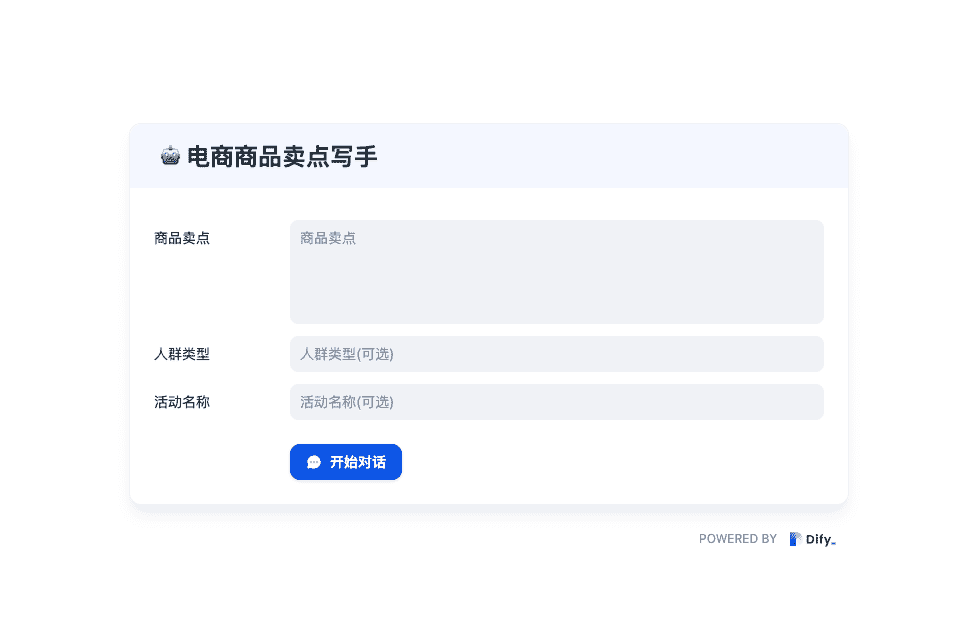 电商商品卖点写手
商品卖点
商品卖点
人群类型
人群类型(可选)
活动名称
活动名称(可选)
开始对话
POWERED BY Dify_